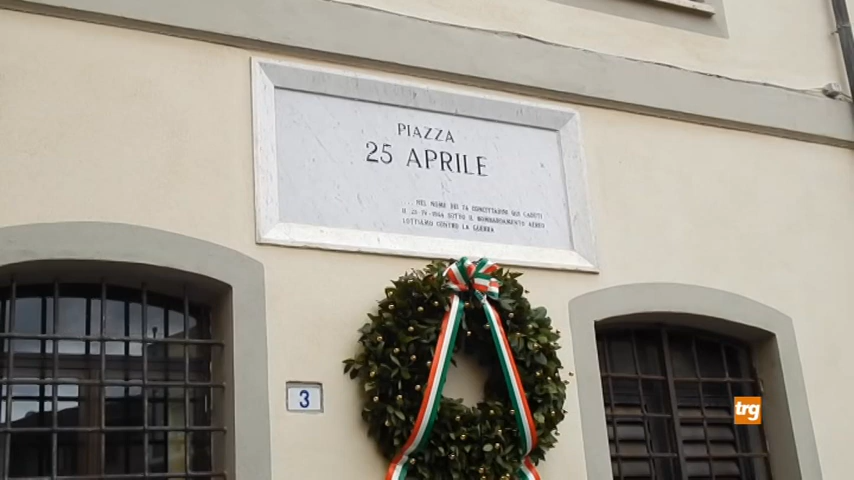 PIAZZA
25 APRILE
... NEL NOME DEI 74 CONCITTADINI QUI CADUTI
IL 25-IV-1944 SOTTO IL BOMBARDAMENTO AEREO
LOTTIAMO CONTRO LA GUERRA
3
trg